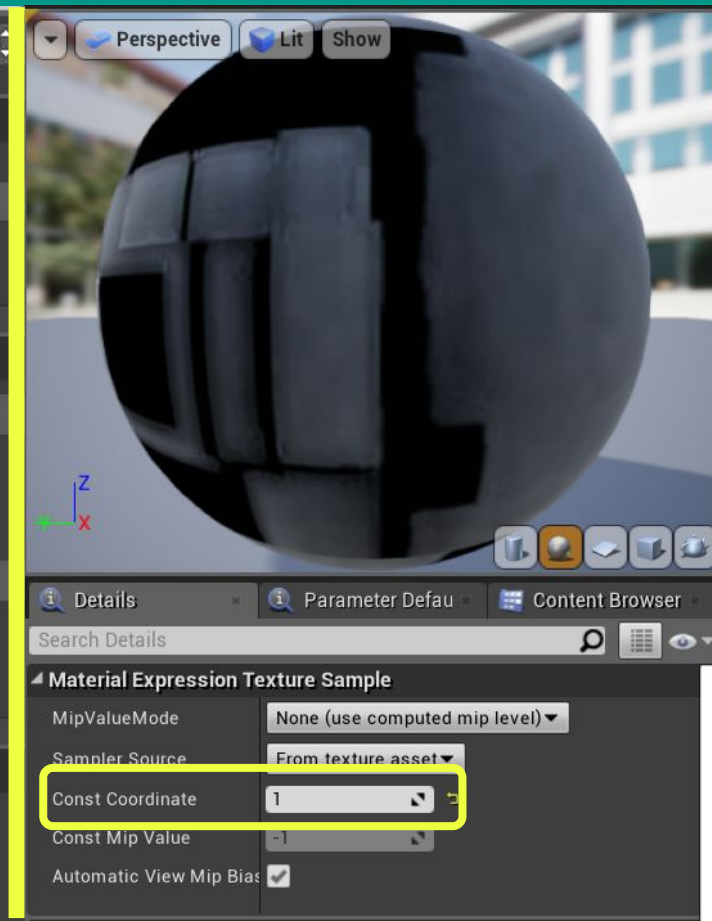 Perspective Lit Show
Z
X
Details Parameter Defau Content Browser
Search Details
Material Expression Texture Sample
MipValueMode None (use computed mip level)
Sampler Source From texture asset
Const Coordinate 1
Const Mip Value -1
Automatic View Mip Bias